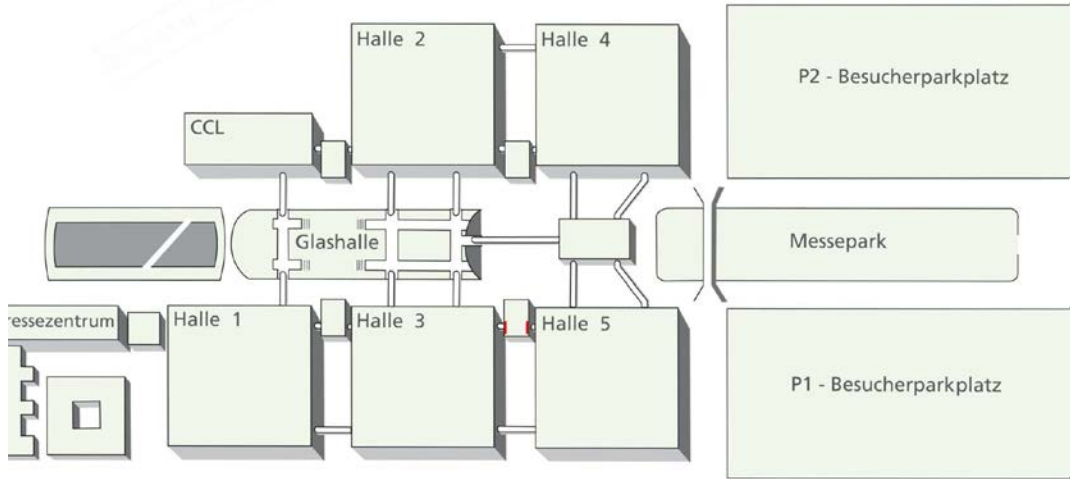 Halle 2
Halle 4
P2 - Besucherparkplatz
CCL
Glashalle
Messepark
ressezentrum
Halle 1
Halle 3
Halle 5
P1 - Besucherparkplatz